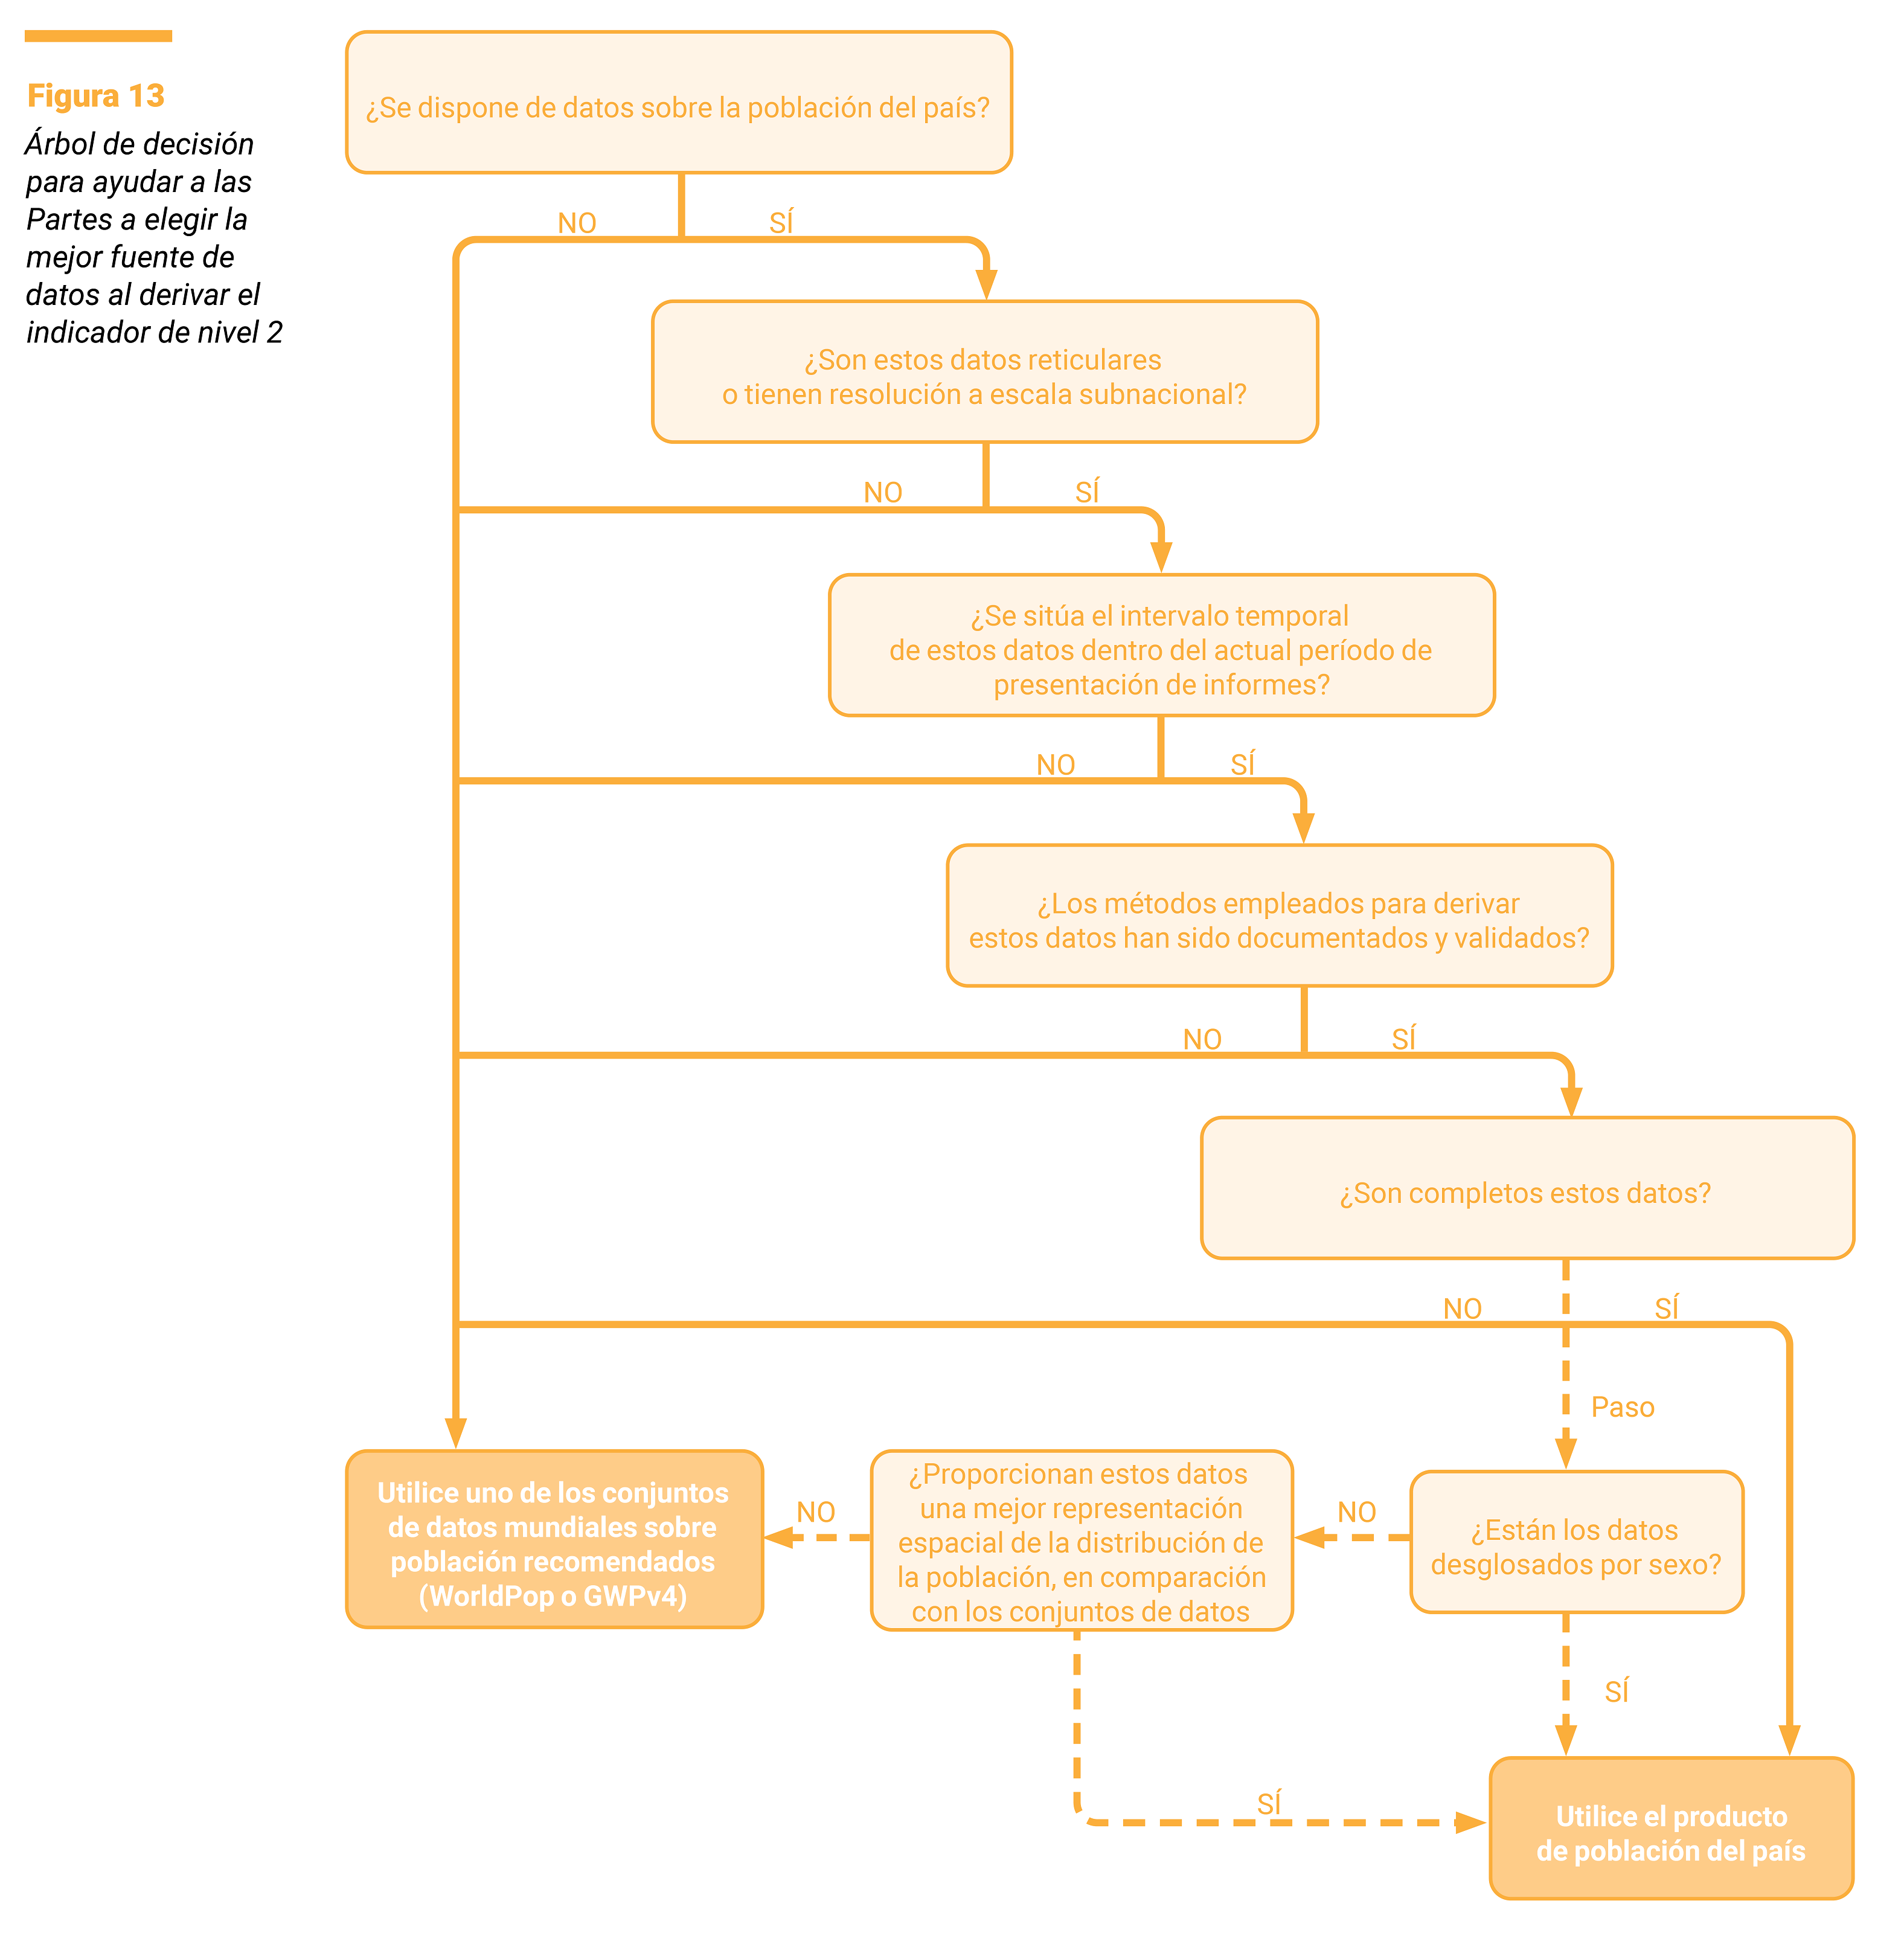 Figura 13
Árbol de decisión
para ayudar a las
Partes a elegir la
mejor fuente de
datos al derivar el
indicador de nivel 2
¿Se dispone de datos sobre la población del país?
NO
SÍ
¿Son estos datos reticulares
o tienen resolución a escala subnacional?
NO
SÍ
¿Se sitúa el intervalo temporal
de estos datos dentro del actual período de
presentación de informes?
NO
SÍ
¿Los métodos empleados para derivar
estos datos han sido documentados y validados?
NO
SÍ
¿Son completos estos datos?
NO
SÍ
Paso
Utilice uno de los conjuntos
de datos mundiales sobre
población recomendados
(WorldPop o GWPv4)
NO
¿Proporcionan estos datos
una mejor representación
espacial de la distribución de
la población, en comparación
con los conjuntos de datos
NO
¿Están los datos
desglosados por sexo?
SÍ
SÍ
Utilice el producto
de población del país